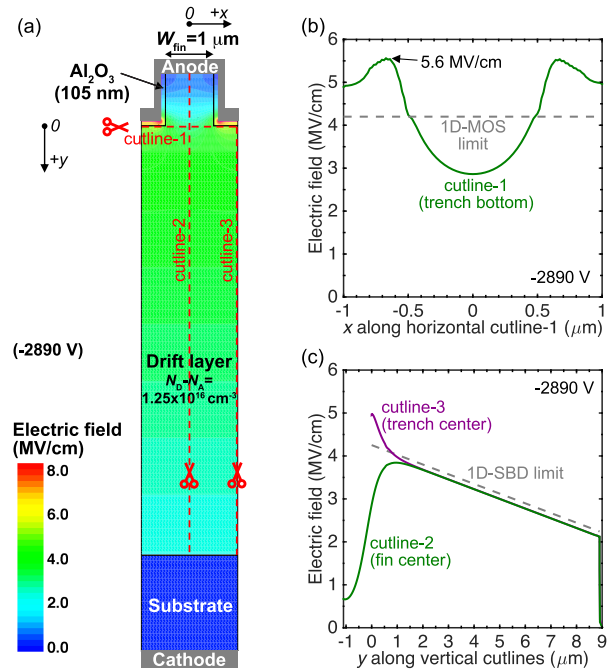 (a)
0
+x
W_fin=1 μm
Anode
Al2O3
(105 nm)
0
+y
cutline-1
cutline-2
cutline-3
(-2890 V)
Drift layer
N_D-N_A=
1.25x10^16 cm^-3
Electric field
(MV/cm)
8.0
6.0
4.0
2.0
0.0
Substrate
Cathode
(b)
Electric field (MV/cm)
6
5
4
3
2
1
0
5.6 MV/cm
1D-MOS
limit
cutline-1
(trench bottom)
-2890 V
-1.0
-0.5
0.0
0.5
1.0
x along horizontal cutline-1 (μm)
(c)
Electric field (MV/cm)
6
5
4
3
2
1
0
-2890 V
cutline-3
(trench center)
1D-SBD limit
cutline-2
(fin center)
-1 0 1 2 3 4 5 6 7 8 9
y along vertical cutlines (μm)